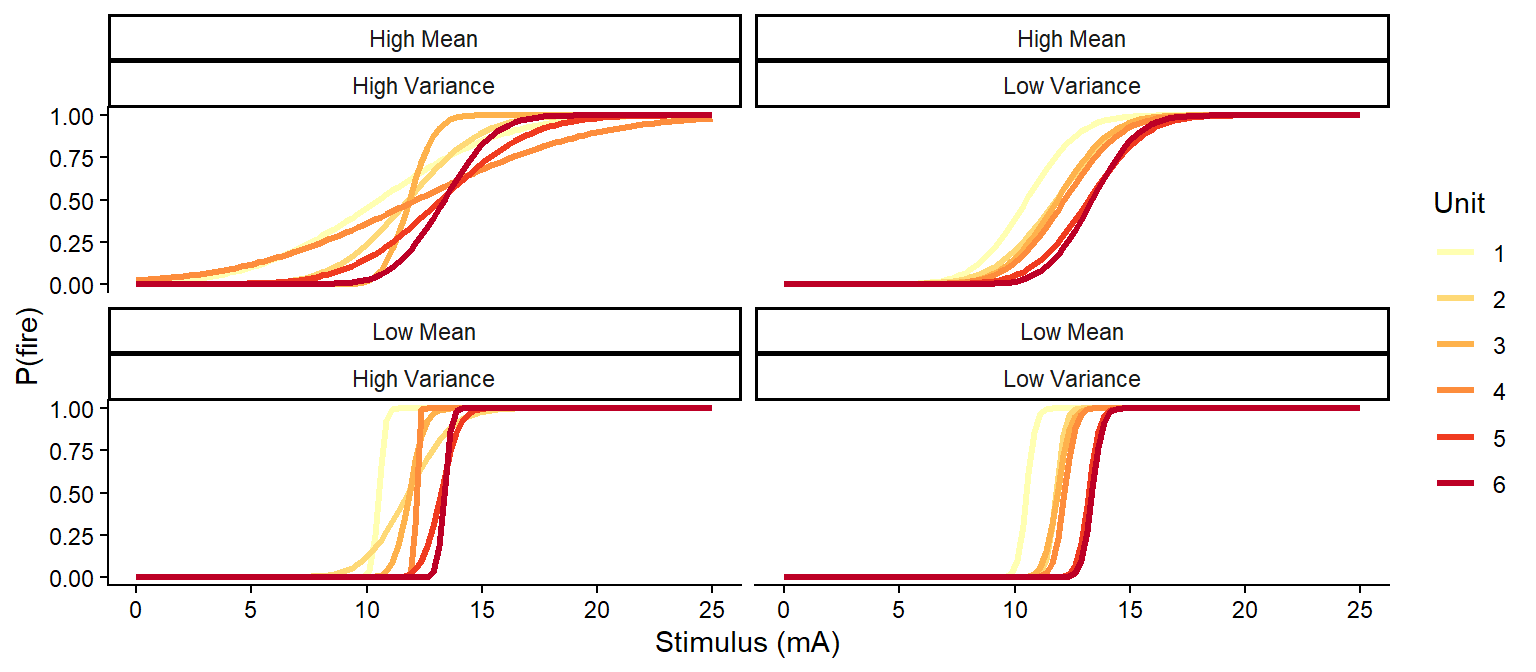 High Mean
High Mean
High Variance
Low Variance
1.00
0.75
0.50
0.25
0.00
Low Mean
Low Mean
High Variance
Low Variance
1.00
0.75
0.50
0.25
0.00
0 5 10 15 20 25
0 5 10 15 20 25
Stimulus (mA)
P(fire)
Unit
1
2
3
4
5
6